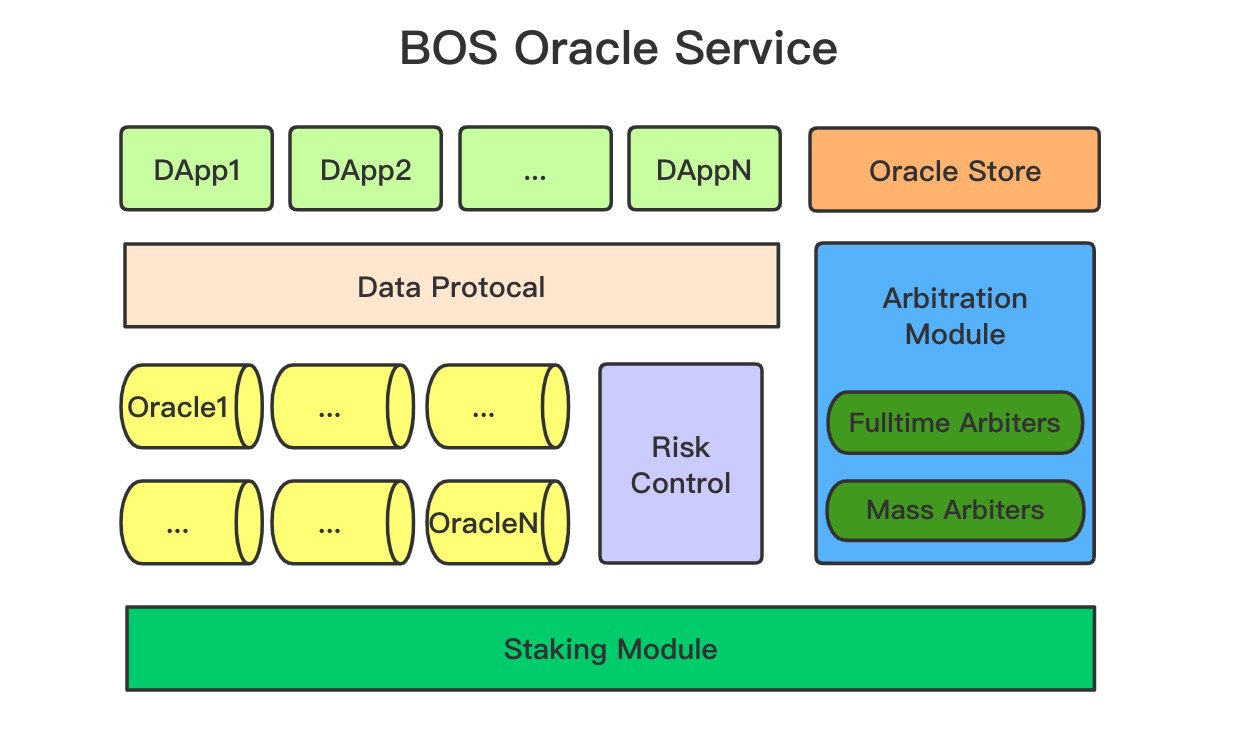 BOS Oracle Service
DApp1
DApp2
...
DAppN
Oracle Store
Data Protocal
Arbitration
Module
Oracle1
...
...
Risk
Control
Fulltime Arbiters
...
...
OracleN
Mass Arbiters
Staking Module